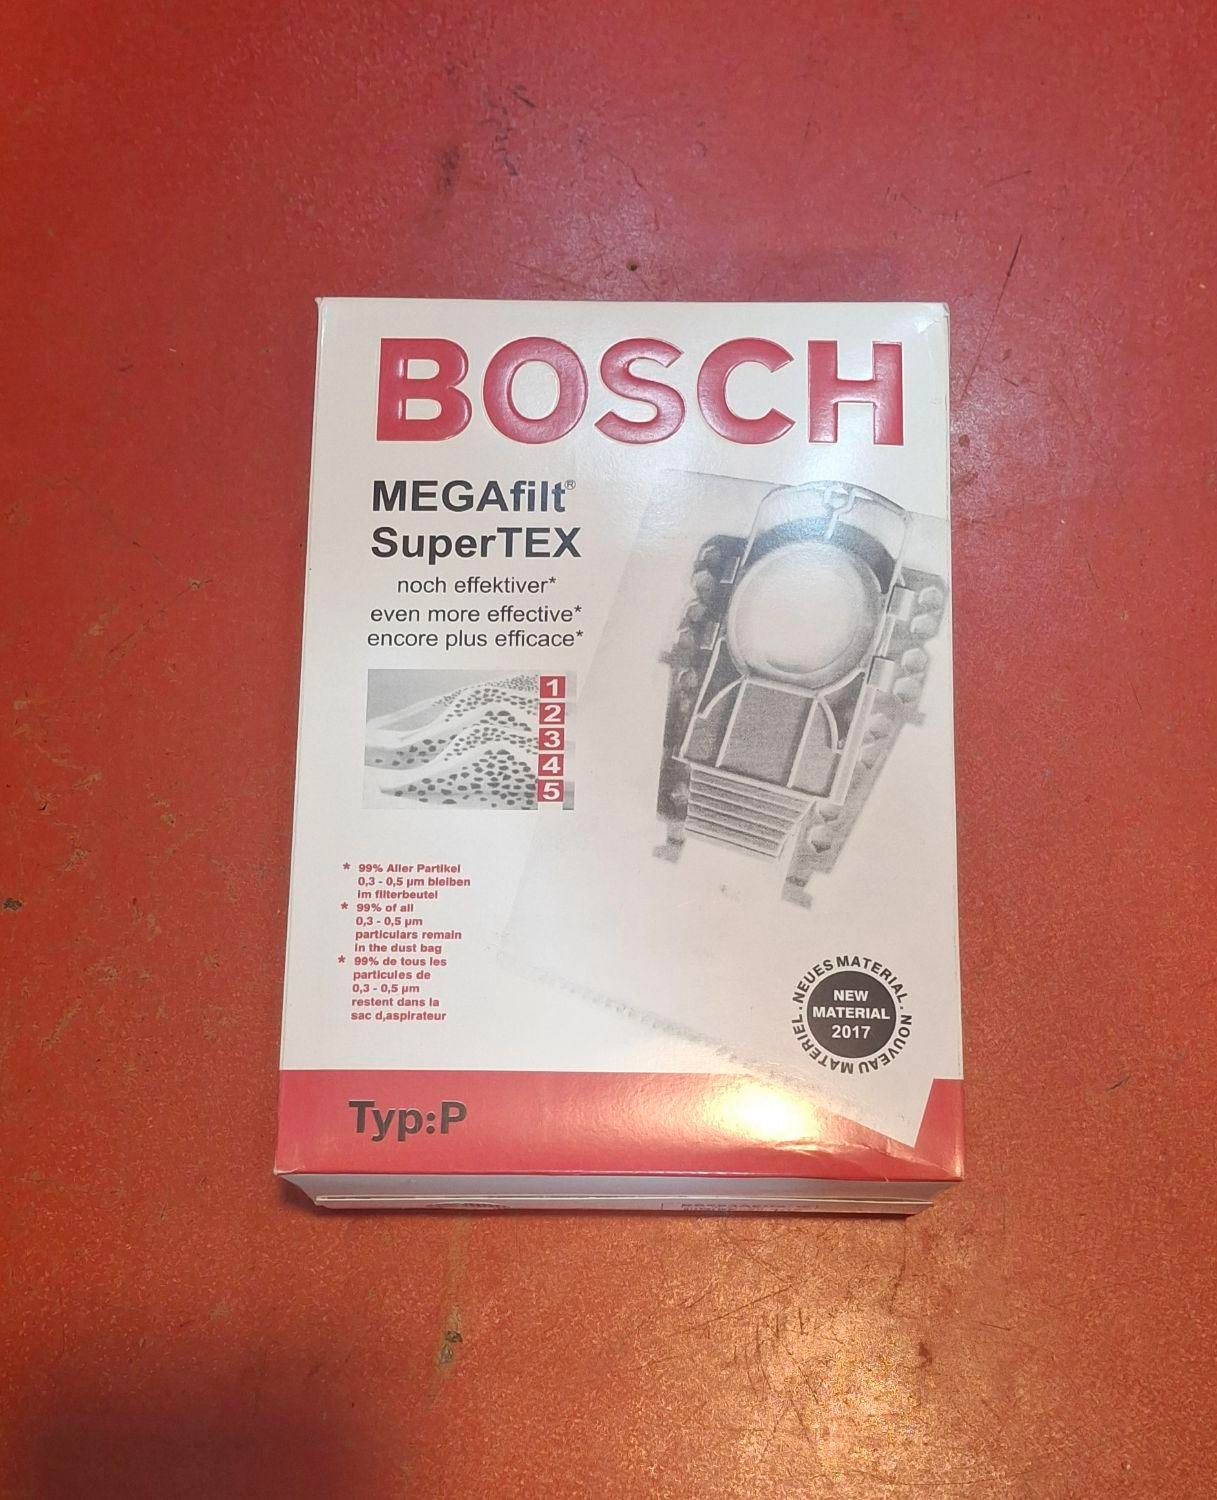 BOSCH
MEGAfilt®
SuperTEX
noch effektiver*
even more effective*
encore plus efficace*
1
2
3
4
5
* 99% Aller Partikel
0,3 - 0,5 µm bleiben
im filterbeutel
* 99% of all
0,3 - 0,5 µm
particulars remain
in the dust bag
* 99% de tous les
particules de
0,3 - 0,5 µm
restent dans la
sac d,aspirateur
NEUES MATERIAL · NOUVEAU MATERIEL ·
NEW
MATERIAL
2017
Typ:P